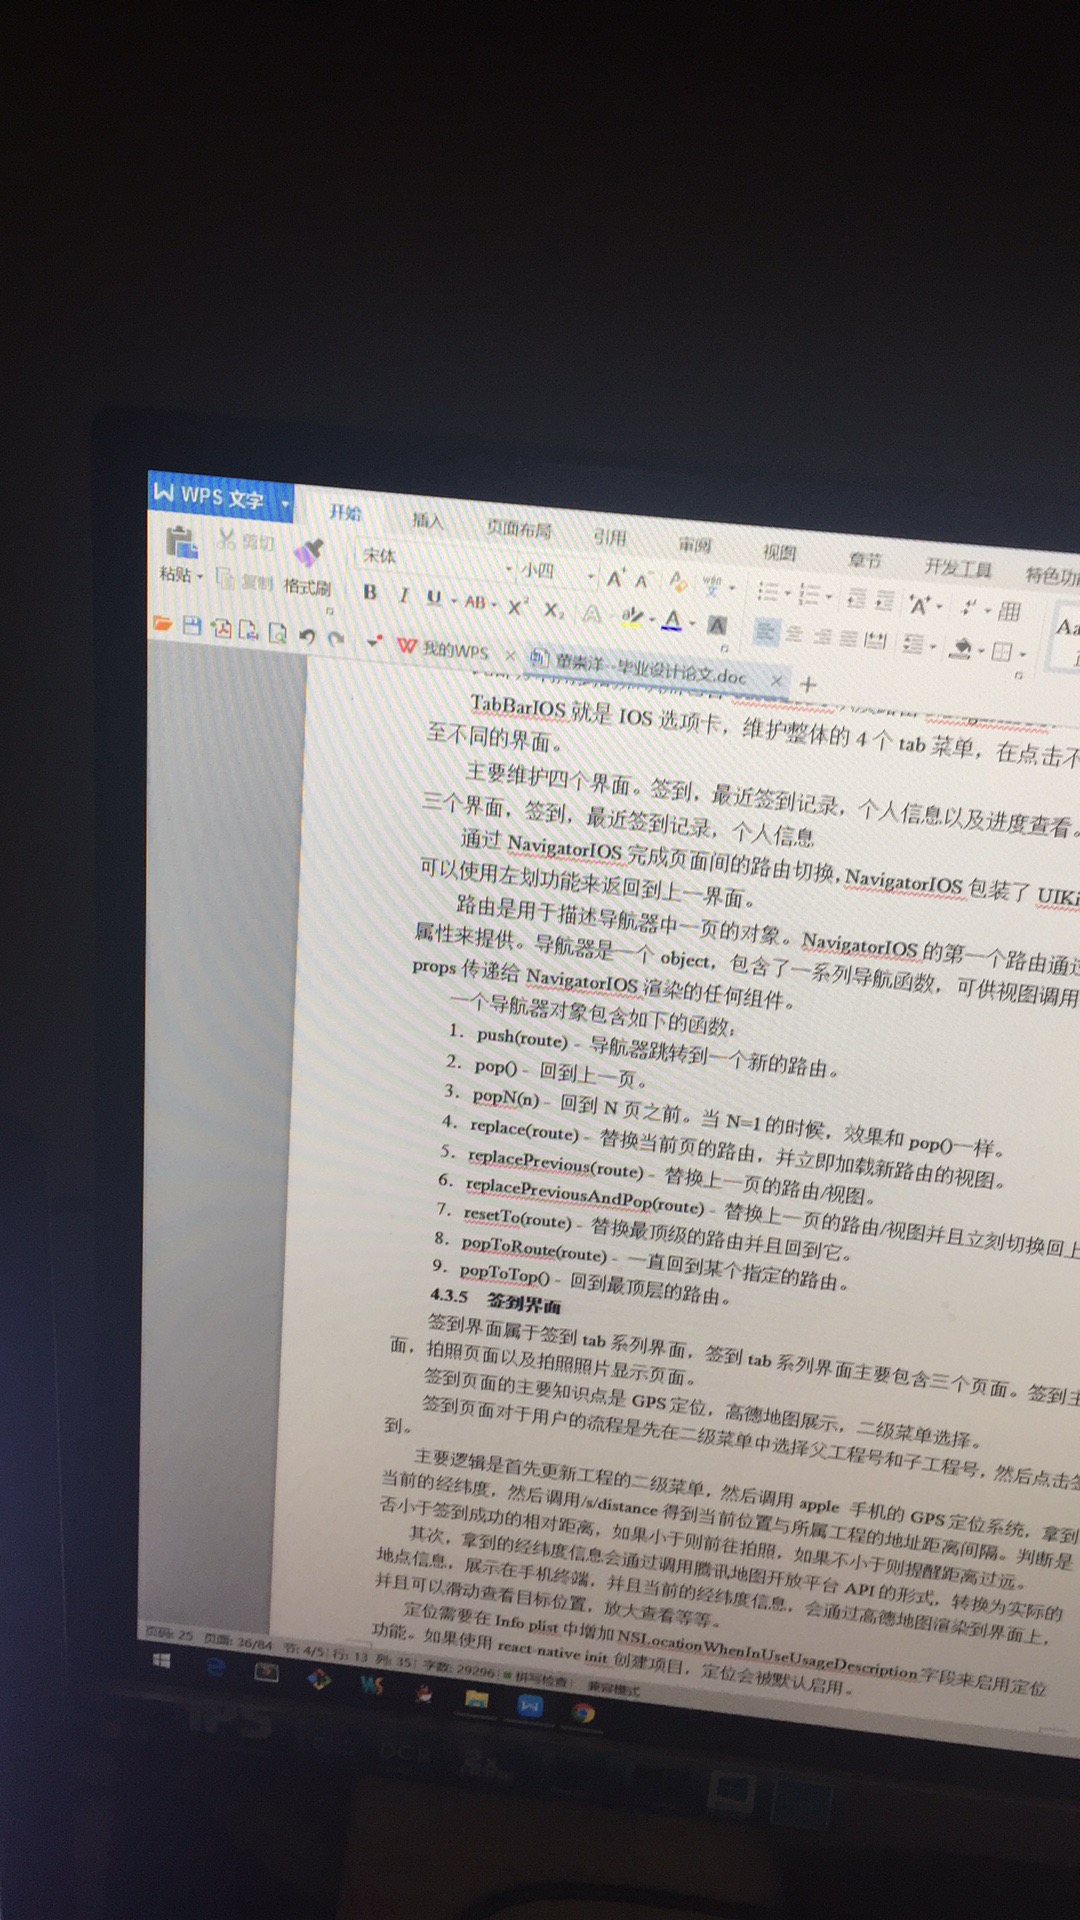 WPS 文字
开始 插入 页面布局 引用 审阅 视图 章节 开发工具 特色功
粘贴 剪切 复制 格式刷 宋体 小四
B I U AB X² X₂ A A A
我的WPS × 毕业设计论文.doc × +
TabBarIOS 就是 IOS 选项卡，维护整体的 4 个 tab 菜单，在点击不
至不同的界面。
主要维护四个界面。签到，最近签到记录，个人信息以及进度查看。
三个界面，签到，最近签到记录，个人信息
通过 NavigatorIOS 完成页面间的路由切换，NavigatorIOS 包装了 UIKi
可以使用左划功能来返回到上一界面。
路由是用于描述导航器中一页的对象。NavigatorIOS 的第一个路由通过
属性来提供。导航器是一个 object，包含了一系列导航函数，可供视图调用
props 传递给 NavigatorIOS 渲染的任何组件。
一个导航器对象包含如下的函数：
1. push(route) - 导航器跳转到一个新的路由。
2. pop() - 回到上一页。
3. popN(n) - 回到 N 页之前。当 N=1 的时候，效果和 pop()一样。
4. replace(route) - 替换当前页的路由，并立即加载新路由的视图。
5. replacePrevious(route) - 替换上一页的路由/视图。
6. replacePreviousAndPop(route) - 替换上一页的路由/视图并且立刻切换回上
7. resetTo(route) - 替换最顶级的路由并且回到它。
8. popToRoute(route) - 一直回到某个指定的路由。
9. popToTop() - 回到最顶层的路由。
4.3.5 签到界面
签到界面属于签到 tab 系列界面，签到 tab 系列界面主要包含三个页面。签到主
面，拍照页面以及拍照照片显示页面。
签到页面的主要知识点是 GPS 定位，高德地图展示，二级菜单选择。
签到页面对于用户的流程是先在二级菜单中选择父工程号和子工程号，然后点击签
到。
主要逻辑是首先更新工程的二级菜单，然后调用 apple 手机的 GPS 定位系统，拿到
当前的经纬度，然后调用/s/distance 得到当前位置与所属工程的地址距离间隔。判断是
否小于签到成功的相对距离，如果小于则前往拍照，如果不小于则提醒距离过远。
其次，拿到的经纬度信息会通过调用腾讯地图开放平台 API 的形式，转换为实际的
地点信息，展示在手机终端，并且当前的经纬度信息，会通过高德地图渲染到界面上，
并且可以滑动查看目标位置，放大查看等等。
定位需要在 Info plist 中增加 NSLocationWhenInUseUsageDescription 字段来启用定位
功能。如果使用 react-native init 创建项目，定位会被默认启用。
页码: 25 页面: 36/84 节: 4/5 行: 13 列: 35 字数: 29296 拼写检查 兼容模式